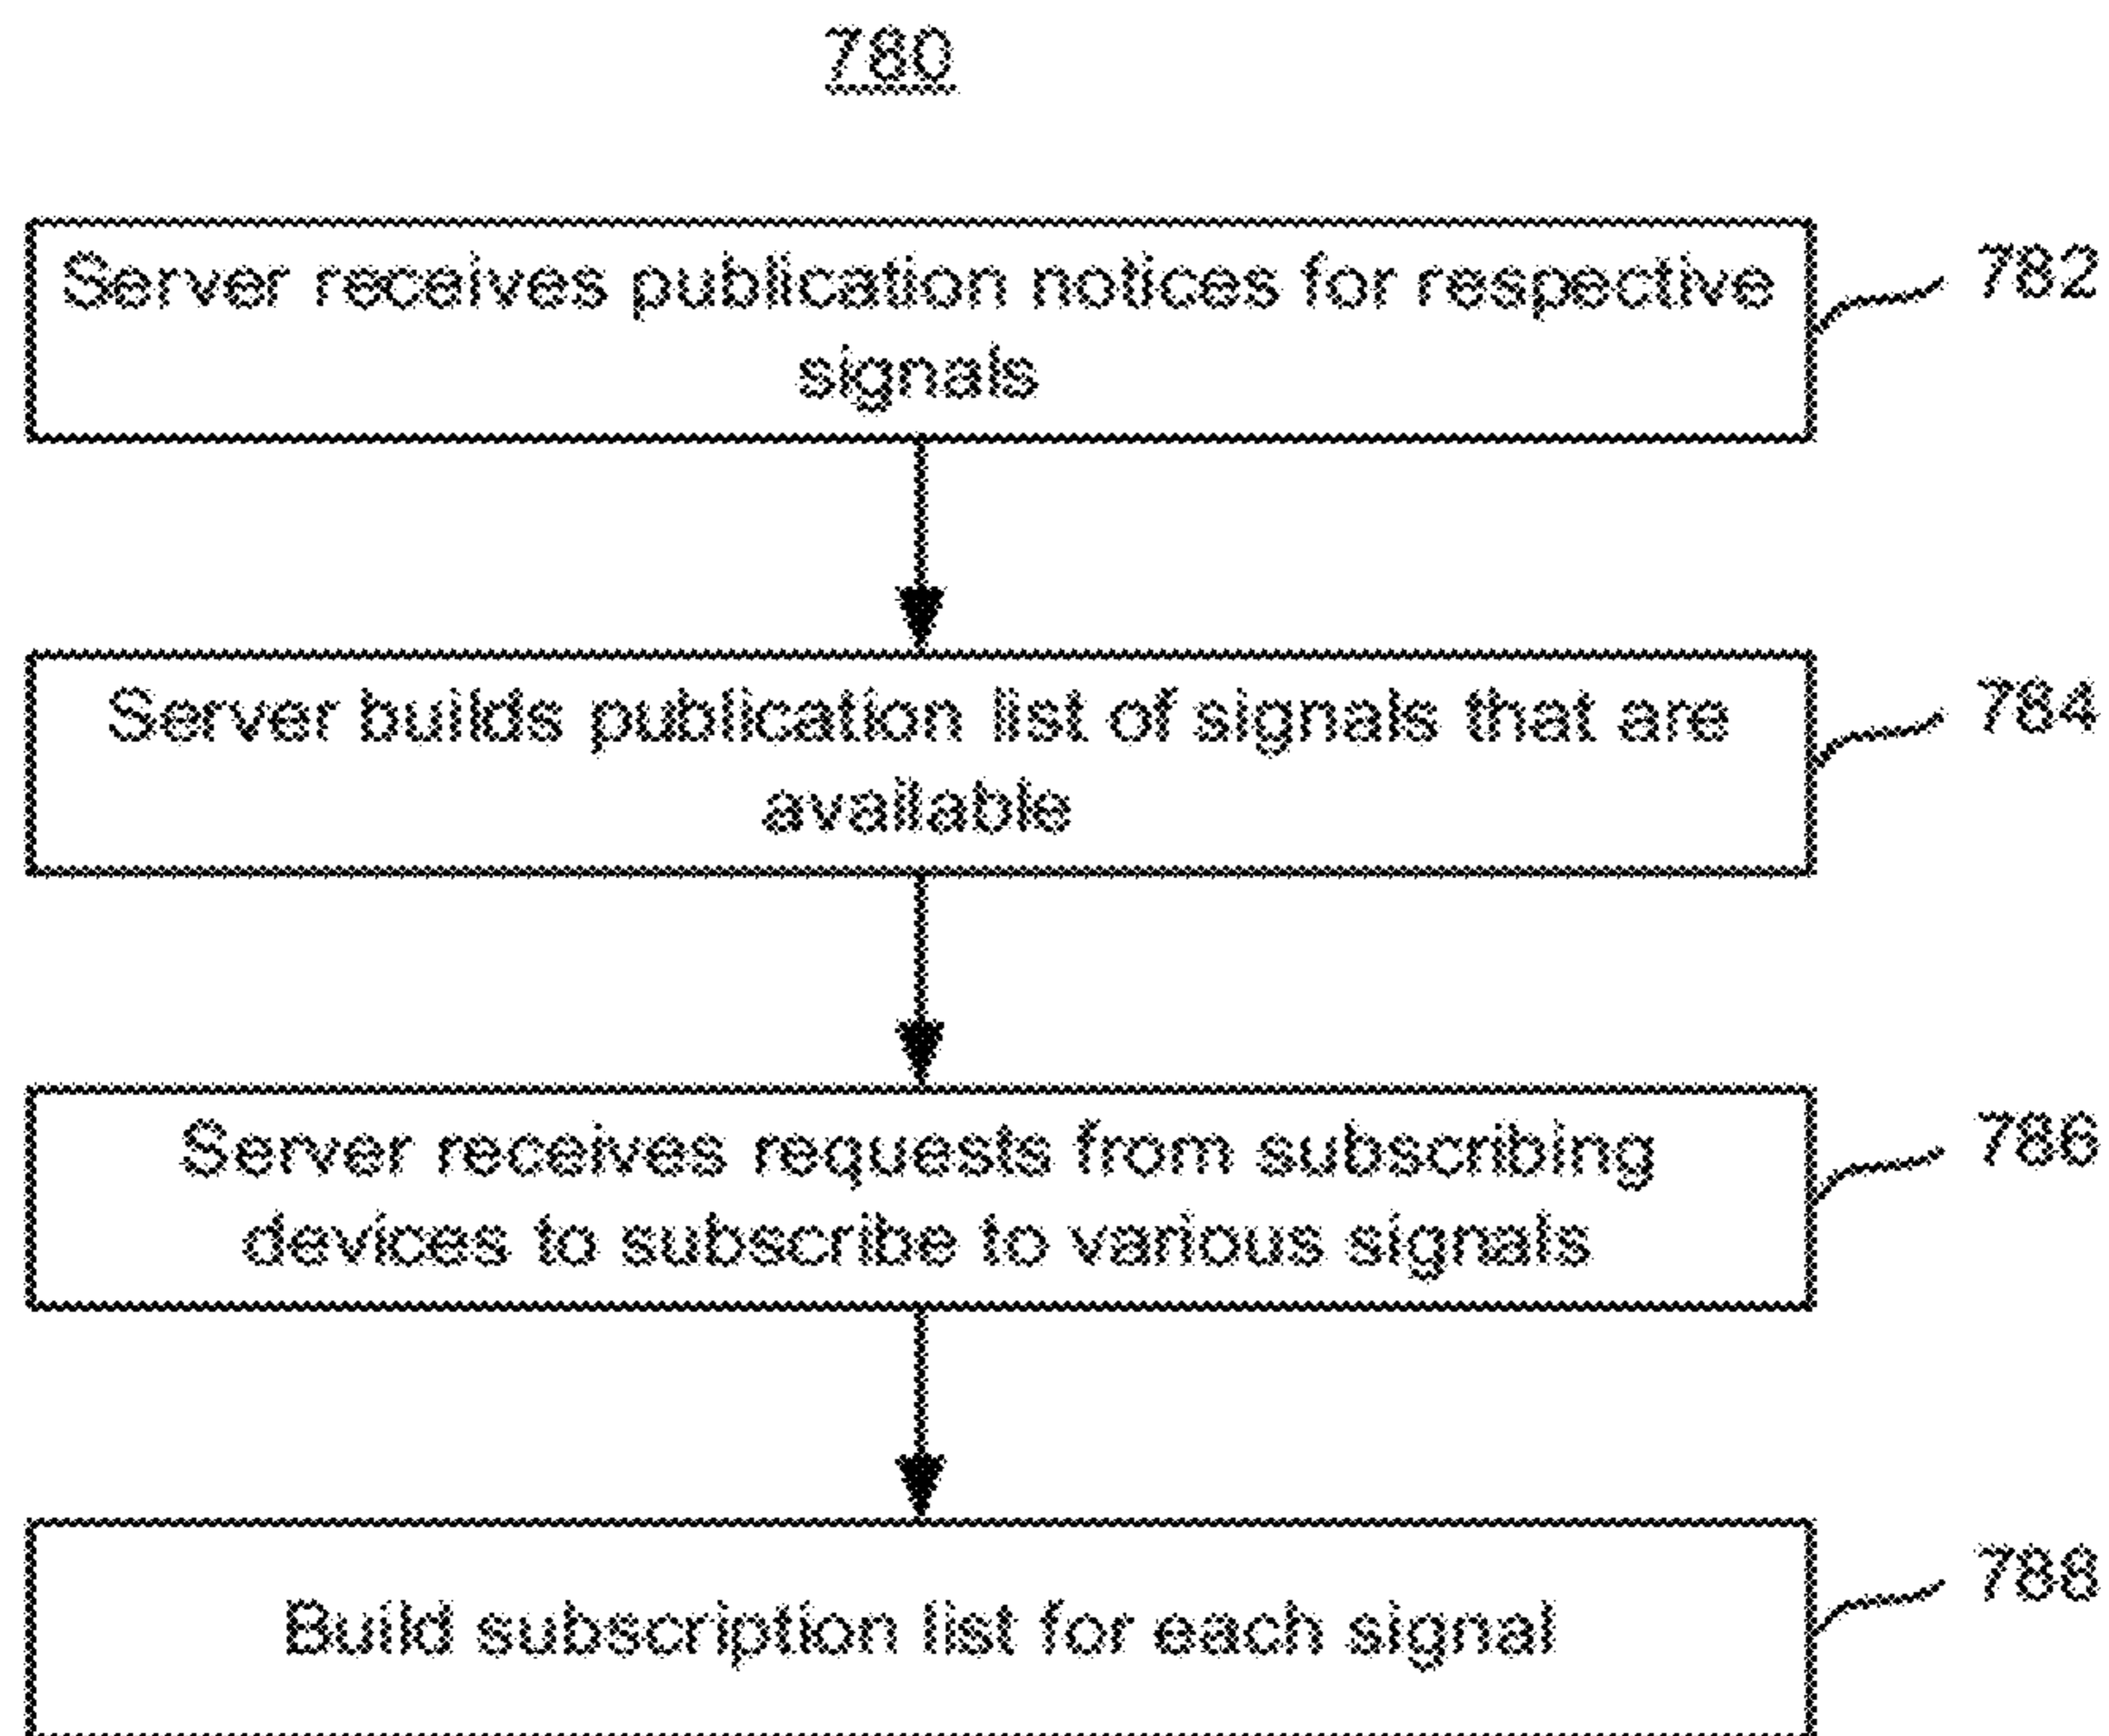 780
Server receives publication notices for respective
signals
782
Server builds publication list of signals that are
available
784
Server receives requests from subscribing
devices to subscribe to various signals
786
Build subscription list for each signal
788